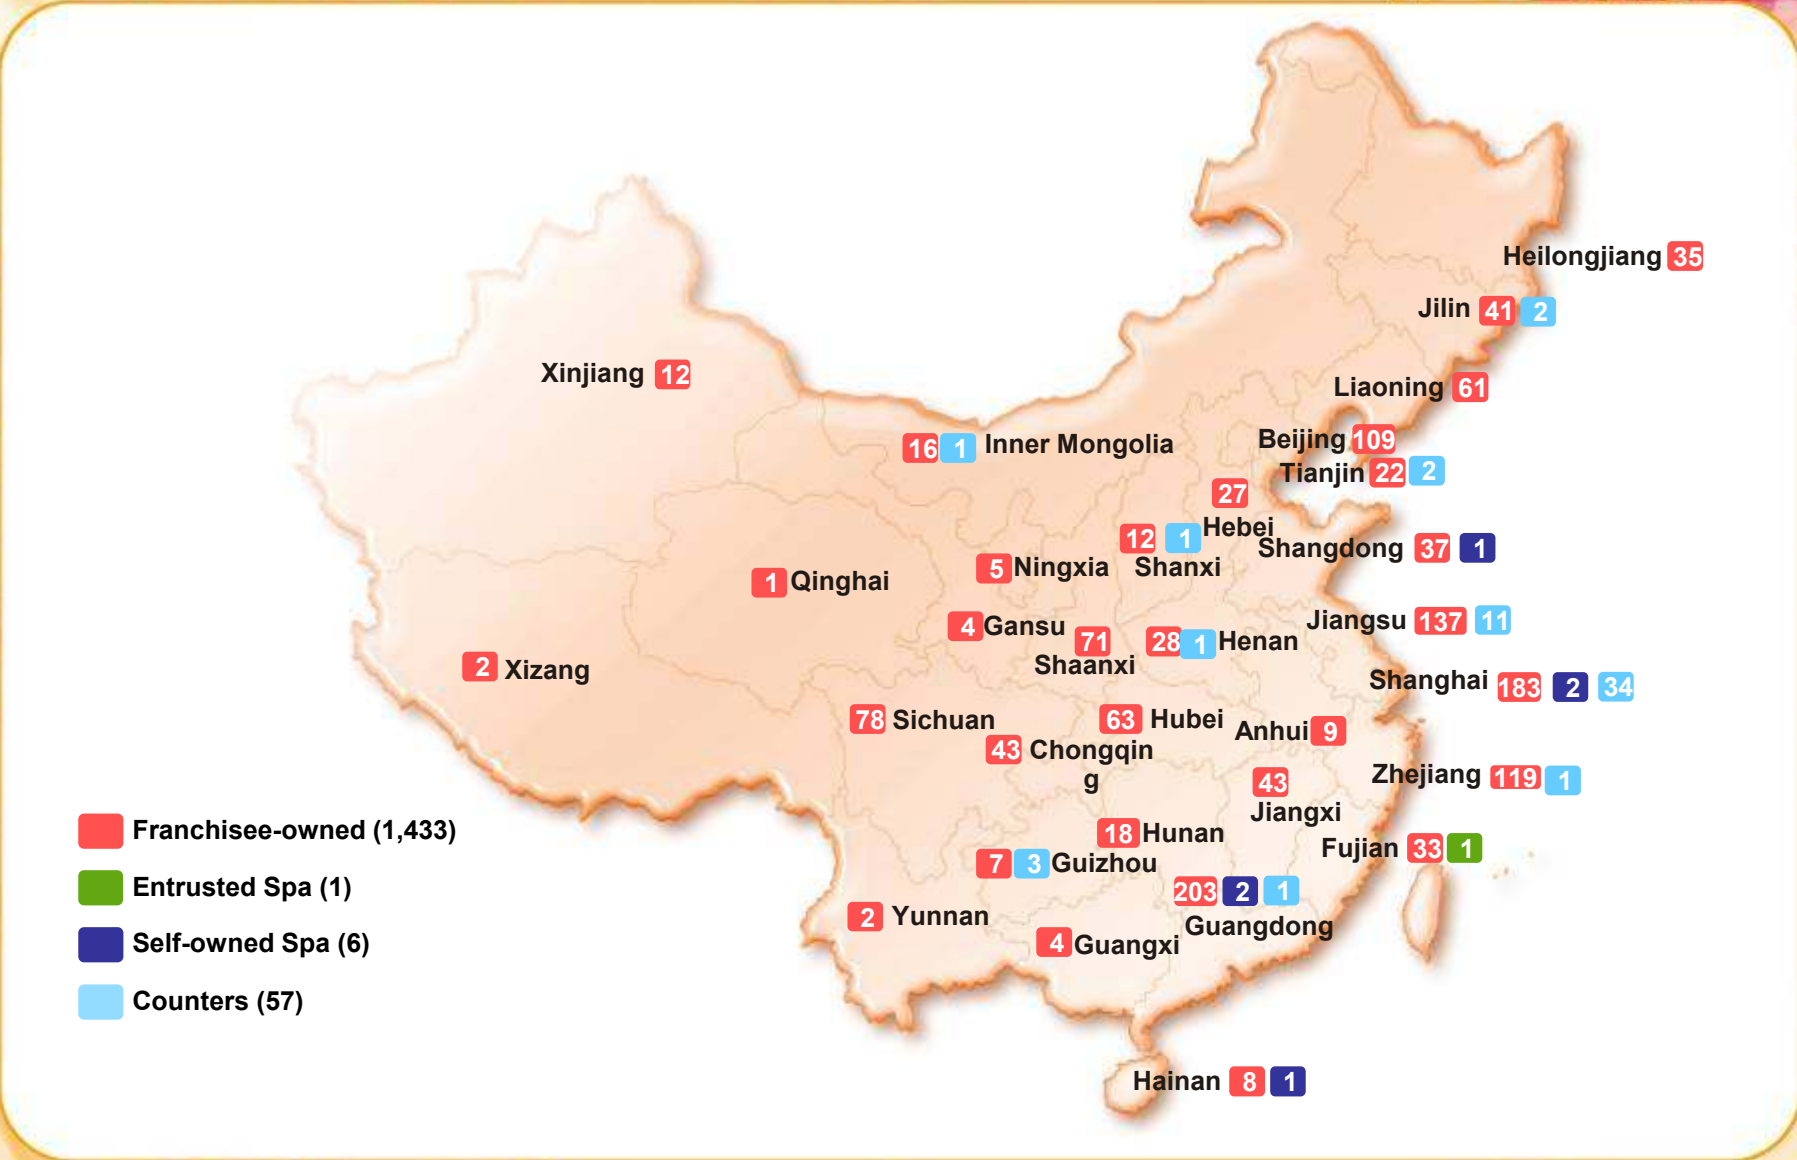 Heilongjiang 35
Jilin 41 2
Xinjiang 12
Liaoning 61
16 1 Inner Mongolia
Beijing 109
Tianjin 22 2
27
Hebei
12 1
Shanxi
Shangdong 37 1
5 Ningxia
1 Qinghai
4 Gansu
71
Shaanxi
28 1 Henan
Jiangsu 137 11
2 Xizang
Shanghai 183 2 34
78 Sichuan
63 Hubei
Anhui 9
43 Chongqin
g
Zhejiang 119 1
43
Jiangxi
18 Hunan
Fujian 33 1
7 3 Guizhou
203 2 1
Guangdong
2 Yunnan
4 Guangxi
Hainan 8 1
Franchisee-owned (1,433)
Entrusted Spa (1)
Self-owned Spa (6)
Counters (57)